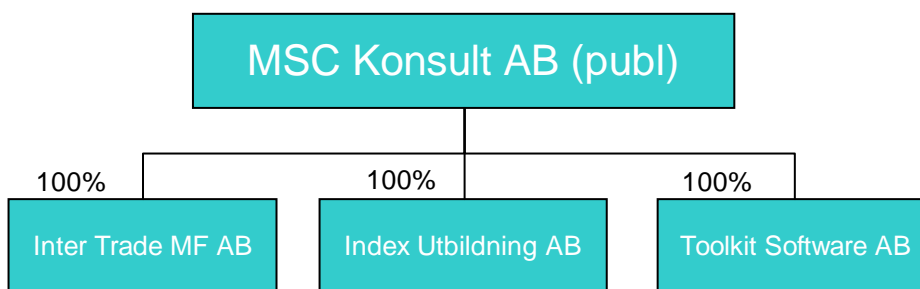 MSC Konsult AB (publ)
100%
100%
100%
Inter Trade MF AB
Index Utbildning AB
Toolkit Software AB